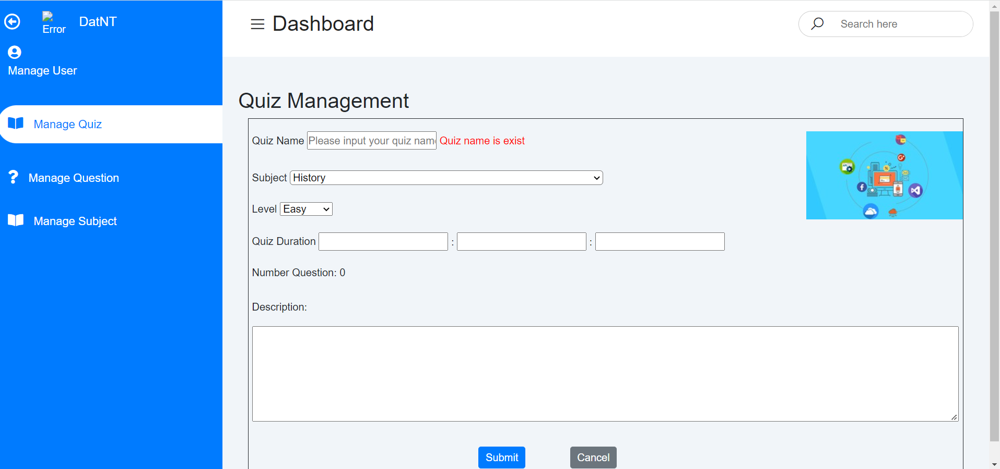 Error
DatNT
Manage User
Manage Quiz
Manage Question
Manage Subject
Dashboard
Search here
Quiz Management
Quiz Name Please input your quiz nam Quiz name is exist
Subject History
Level Easy
Quiz Duration : :
Number Question: 0
Description:
Submit Cancel